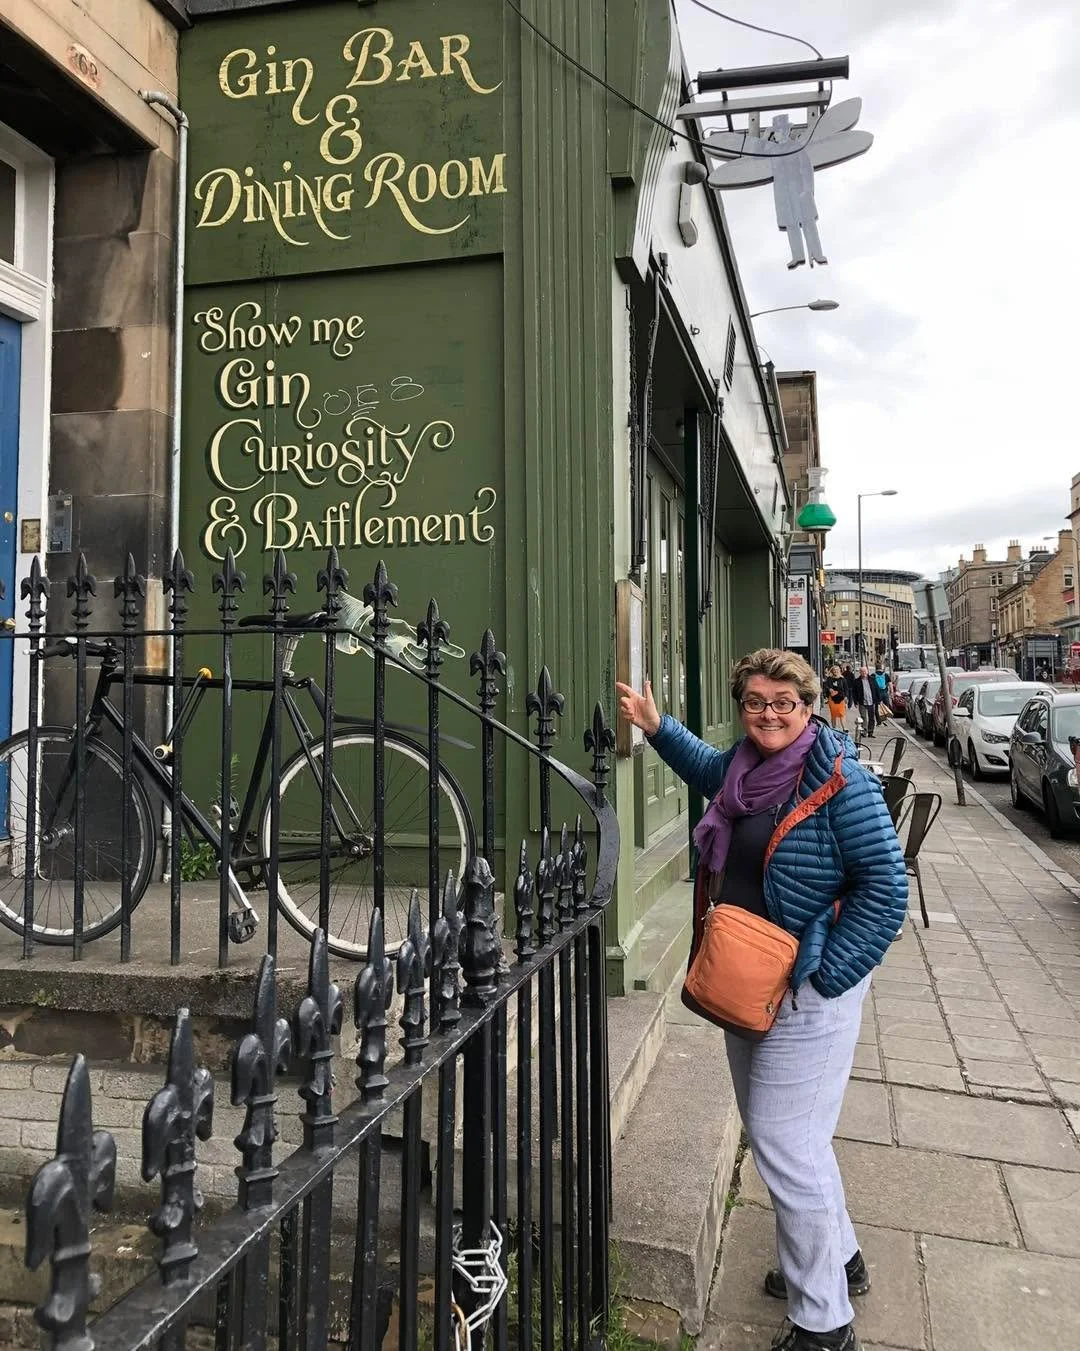 Gin Bar
&
Dining Room
Show me
Gin
Curiosity
& Bafflement